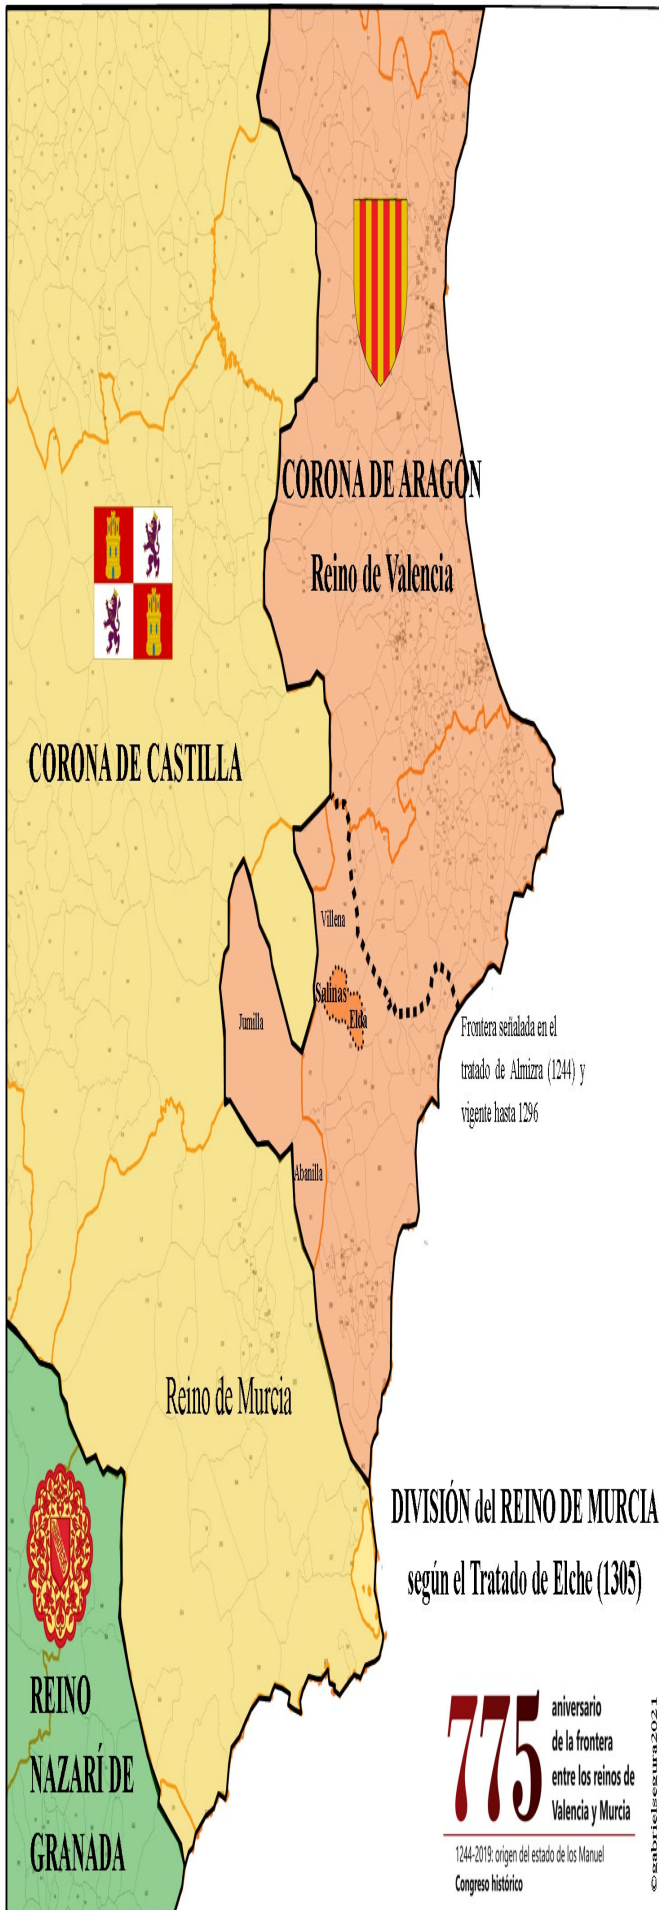 CORONA DE ARAGÓN
Reino de Valencia
CORONA DE CASTILLA
Villena
Salinas
Elda
Jumilla
Frontera señalada en el
tratado de Almizra (1244) y
vigente hasta 1296
Abanilla
Reino de Murcia
DIVISIÓN del REINO DE MURCIA
según el Tratado de Elche (1305)
REINO
NAZARÍ DE
GRANADA
775
aniversario
de la frontera
entre los reinos de
Valencia y Murcia
1244-2019: origen del estado de los Manuel
Congreso histórico
©gabrielsegura2021